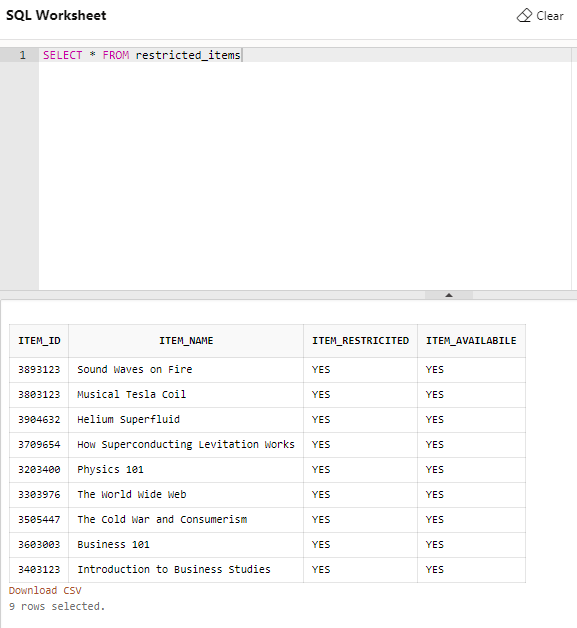 SQL Worksheet
Clear
1 SELECT * FROM restricted_items
ITEM_ID ITEM_NAME ITEM_RESTRICITED ITEM_AVAILABILE
3893123 Sound Waves on Fire YES YES
3803123 Musical Tesla Coil YES YES
3904632 Helium Superfluid YES YES
3709654 How Superconducting Levitation Works YES YES
3203400 Physics 101 YES YES
3303976 The World Wide Web YES YES
3505447 The Cold War and Consumerism YES YES
3603003 Business 101 YES YES
3403123 Introduction to Business Studies YES YES
Download CSV
9 rows selected.